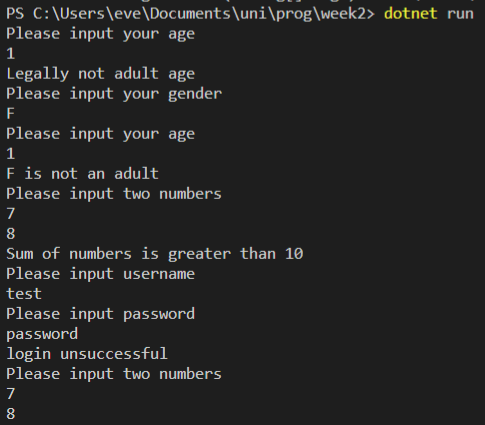 PS C:\Users\eve\Documents\uni\prog\week2> dotnet run
Please input your age
1
Legally not adult age
Please input your gender
F
Please input your age
1
F is not an adult
Please input two numbers
7
8
Sum of numbers is greater than 10
Please input username
test
Please input password
password
login unsuccessful
Please input two numbers
7
8